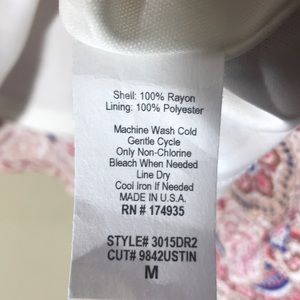 Shell: 100% Rayon
Lining: 100% Polyester
Machine Wash Cold
Gentle Cycle
Only Non-Chlorine
Bleach When Needed
Line Dry
Cool iron If Needed
MADE IN U.S.A.
RN # 174935
STYLE# 3015DR2
CUT# 9842USTIN
M